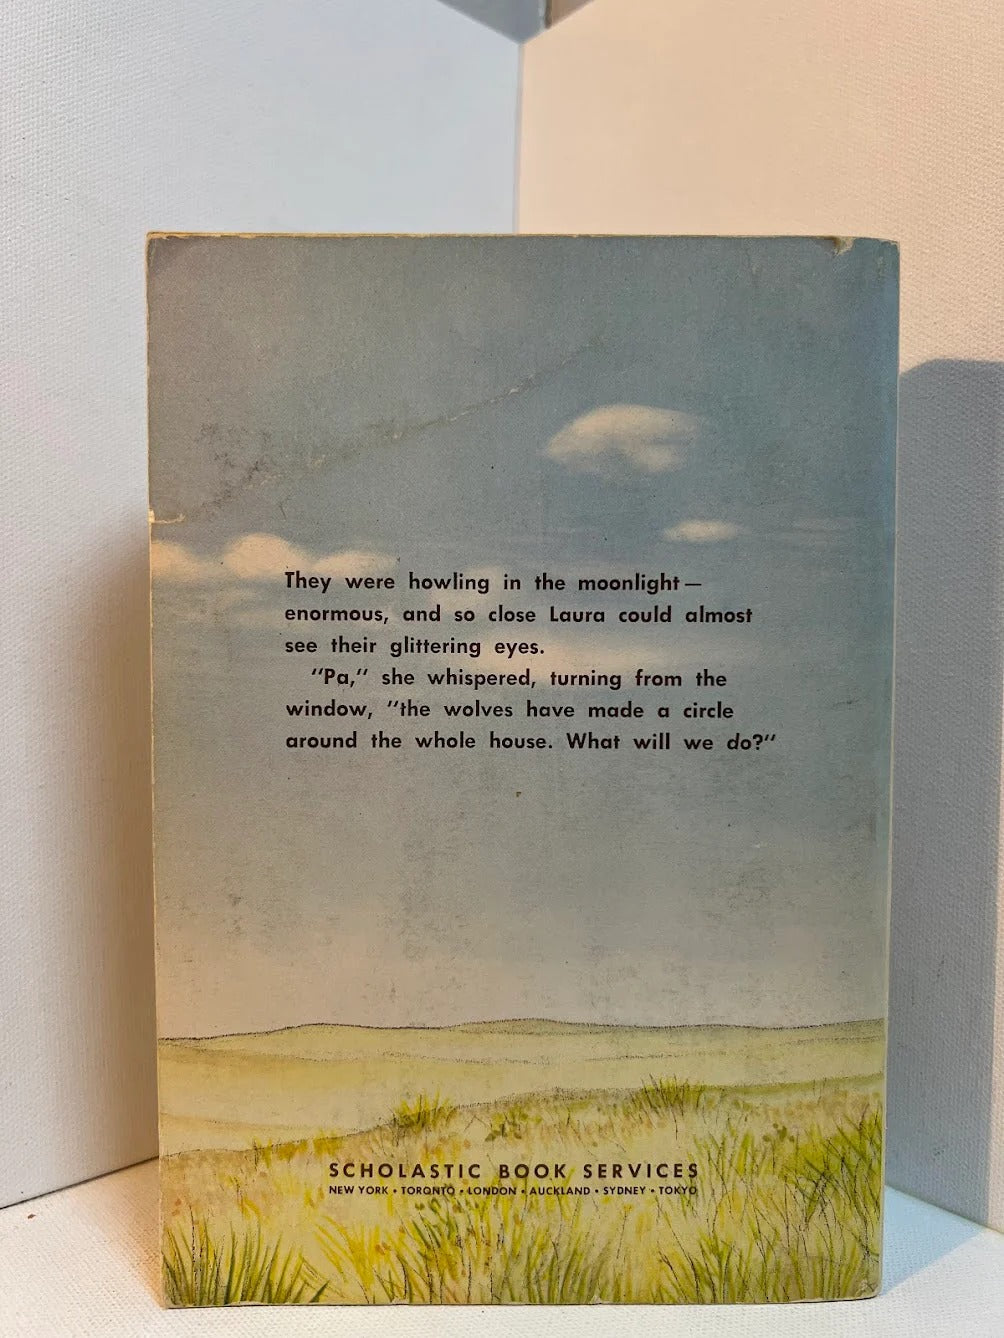 They were howling in the moonlight—
enormous, and so close Laura could almost
see their glittering eyes.
"Pa," she whispered, turning from the
window, "the wolves have made a circle
around the whole house. What will we do?"
SCHOLASTIC BOOK SERVICES
NEW YORK • TORONTO • LONDON • AUCKLAND • SYDNEY • TOKYO